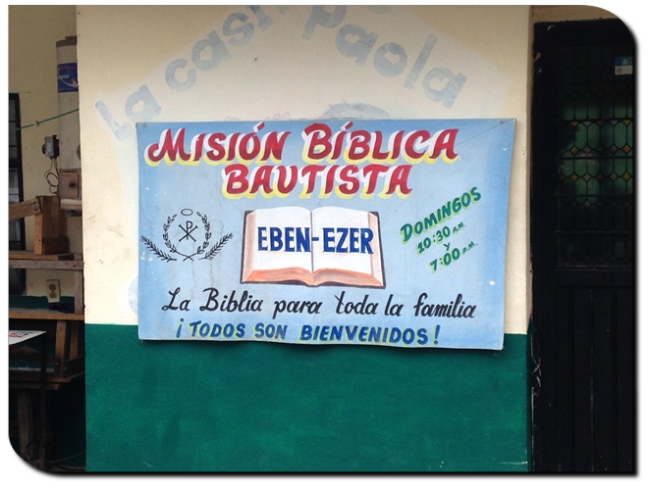 La casi
Paola
MISIÓN BÍBLICA
BAUTISTA
EBEN-EZER
DOMINGOS
10:30 A.M.
Y
7:00 P.M.
La Biblia para toda la familia
¡TODOS SON BIENVENIDOS!